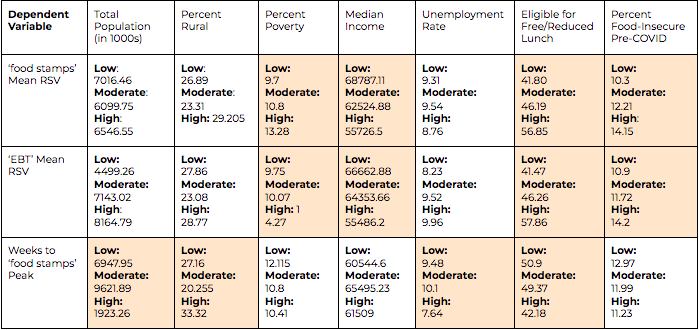 Dependent Variable
Total Population (in 1000s)
Percent Rural
Percent Poverty
Median Income
Unemployment Rate
Eligible for Free/Reduced Lunch
Percent Food-Insecure Pre-COVID
'food stamps' Mean RSV
Low:
7016.46
Moderate:
6099.75
High:
6546.55
Low:
26.89
Moderate:
23.31
High: 29.205
Low:
9.7
Moderate:
10.8
High:
13.28
Low:
68787.11
Moderate:
62524.88
High:
55726.5
Low:
9.31
Moderate:
9.54
High:
8.76
Low:
41.80
Moderate:
46.19
High:
56.85
Low:
10.3
Moderate:
12.21
High:
14.15
'EBT' Mean RSV
Low:
4499.26
Moderate:
7143.02
High:
8164.79
Low:
27.86
Moderate:
23.08
High:
28.77
Low:
9.75
Moderate:
10.07
High: 1
4.27
Low:
66662.88
Moderate:
64353.66
High:
55486.2
Low:
8.23
Moderate:
9.52
High:
9.96
Low:
41.47
Moderate:
46.26
High:
57.86
Low:
10.9
Moderate:
11.72
High:
14.2
Weeks to 'food stamps' Peak
Low:
6947.95
Moderate:
9621.89
High:
1923.26
Low:
27.16
Moderate:
20.255
High:
33.32
Low:
12.115
Moderate:
10.8
High:
10.41
Low:
60544.6
Moderate:
65495.23
High:
61509
Low:
9.48
Moderate:
10.1
High:
7.64
Low:
50.9
Moderate:
49.37
High:
42.18
Low:
12.97
Moderate:
11.99
High:
11.23